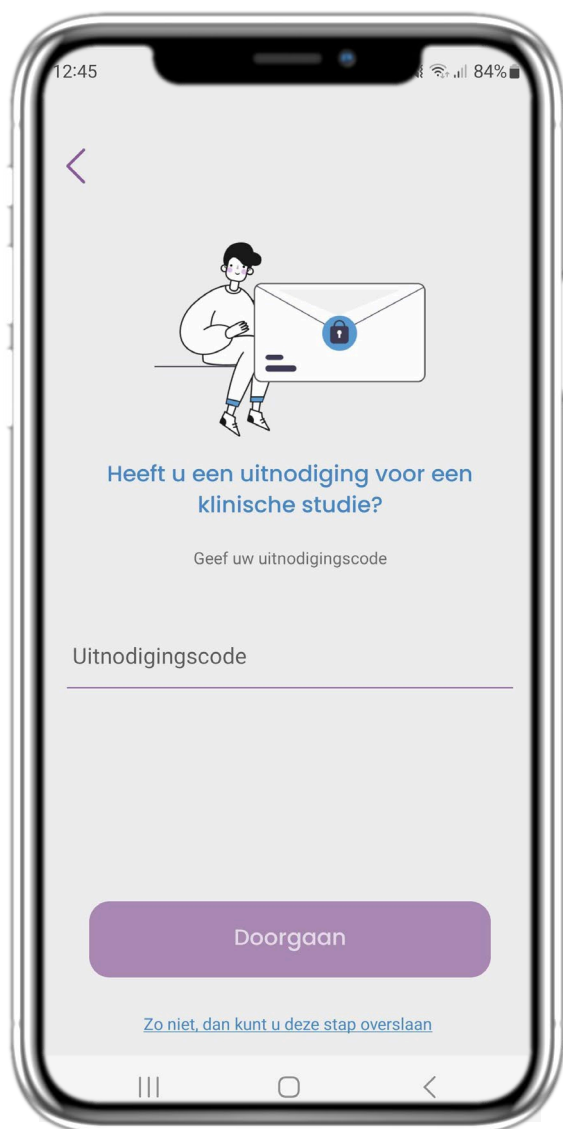 12:45
84%
Heeft u een uitnodiging voor een
klinische studie?
Geef uw uitnodigingscode
Uitnodigingscode
Doorgaan
Zo niet, dan kunt u deze stap overslaan